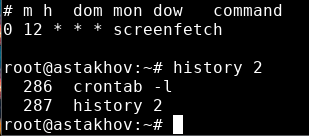 # m h  dom mon dow   command
0 12 * * * screenfetch

root@astakhov:~# history 2
  286  crontab -l
  287  history 2
root@astakhov:~#